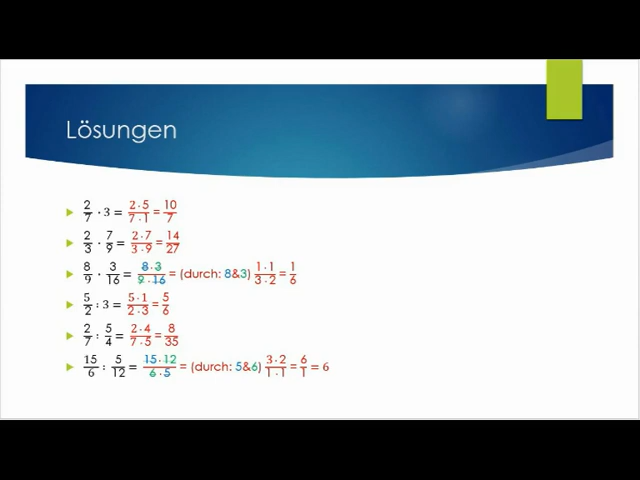 Lösungen
2/7 · 3 = 2·5/7·1 = 10/7
2/3 · 7/9 = 2·7/3·9 = 14/27
8/9 · 3/16 = 8·3/9·16 = (durch: 8&3) 1·1/3·2 = 1/6
5/2 : 3 = 5·1/2·3 = 5/6
2/7 : 5/4 = 2·4/7·5 = 8/35
15/6 : 5/12 = 15·12/6·5 = (durch: 5&6) 3·2/1·1 = 6/1 = 6